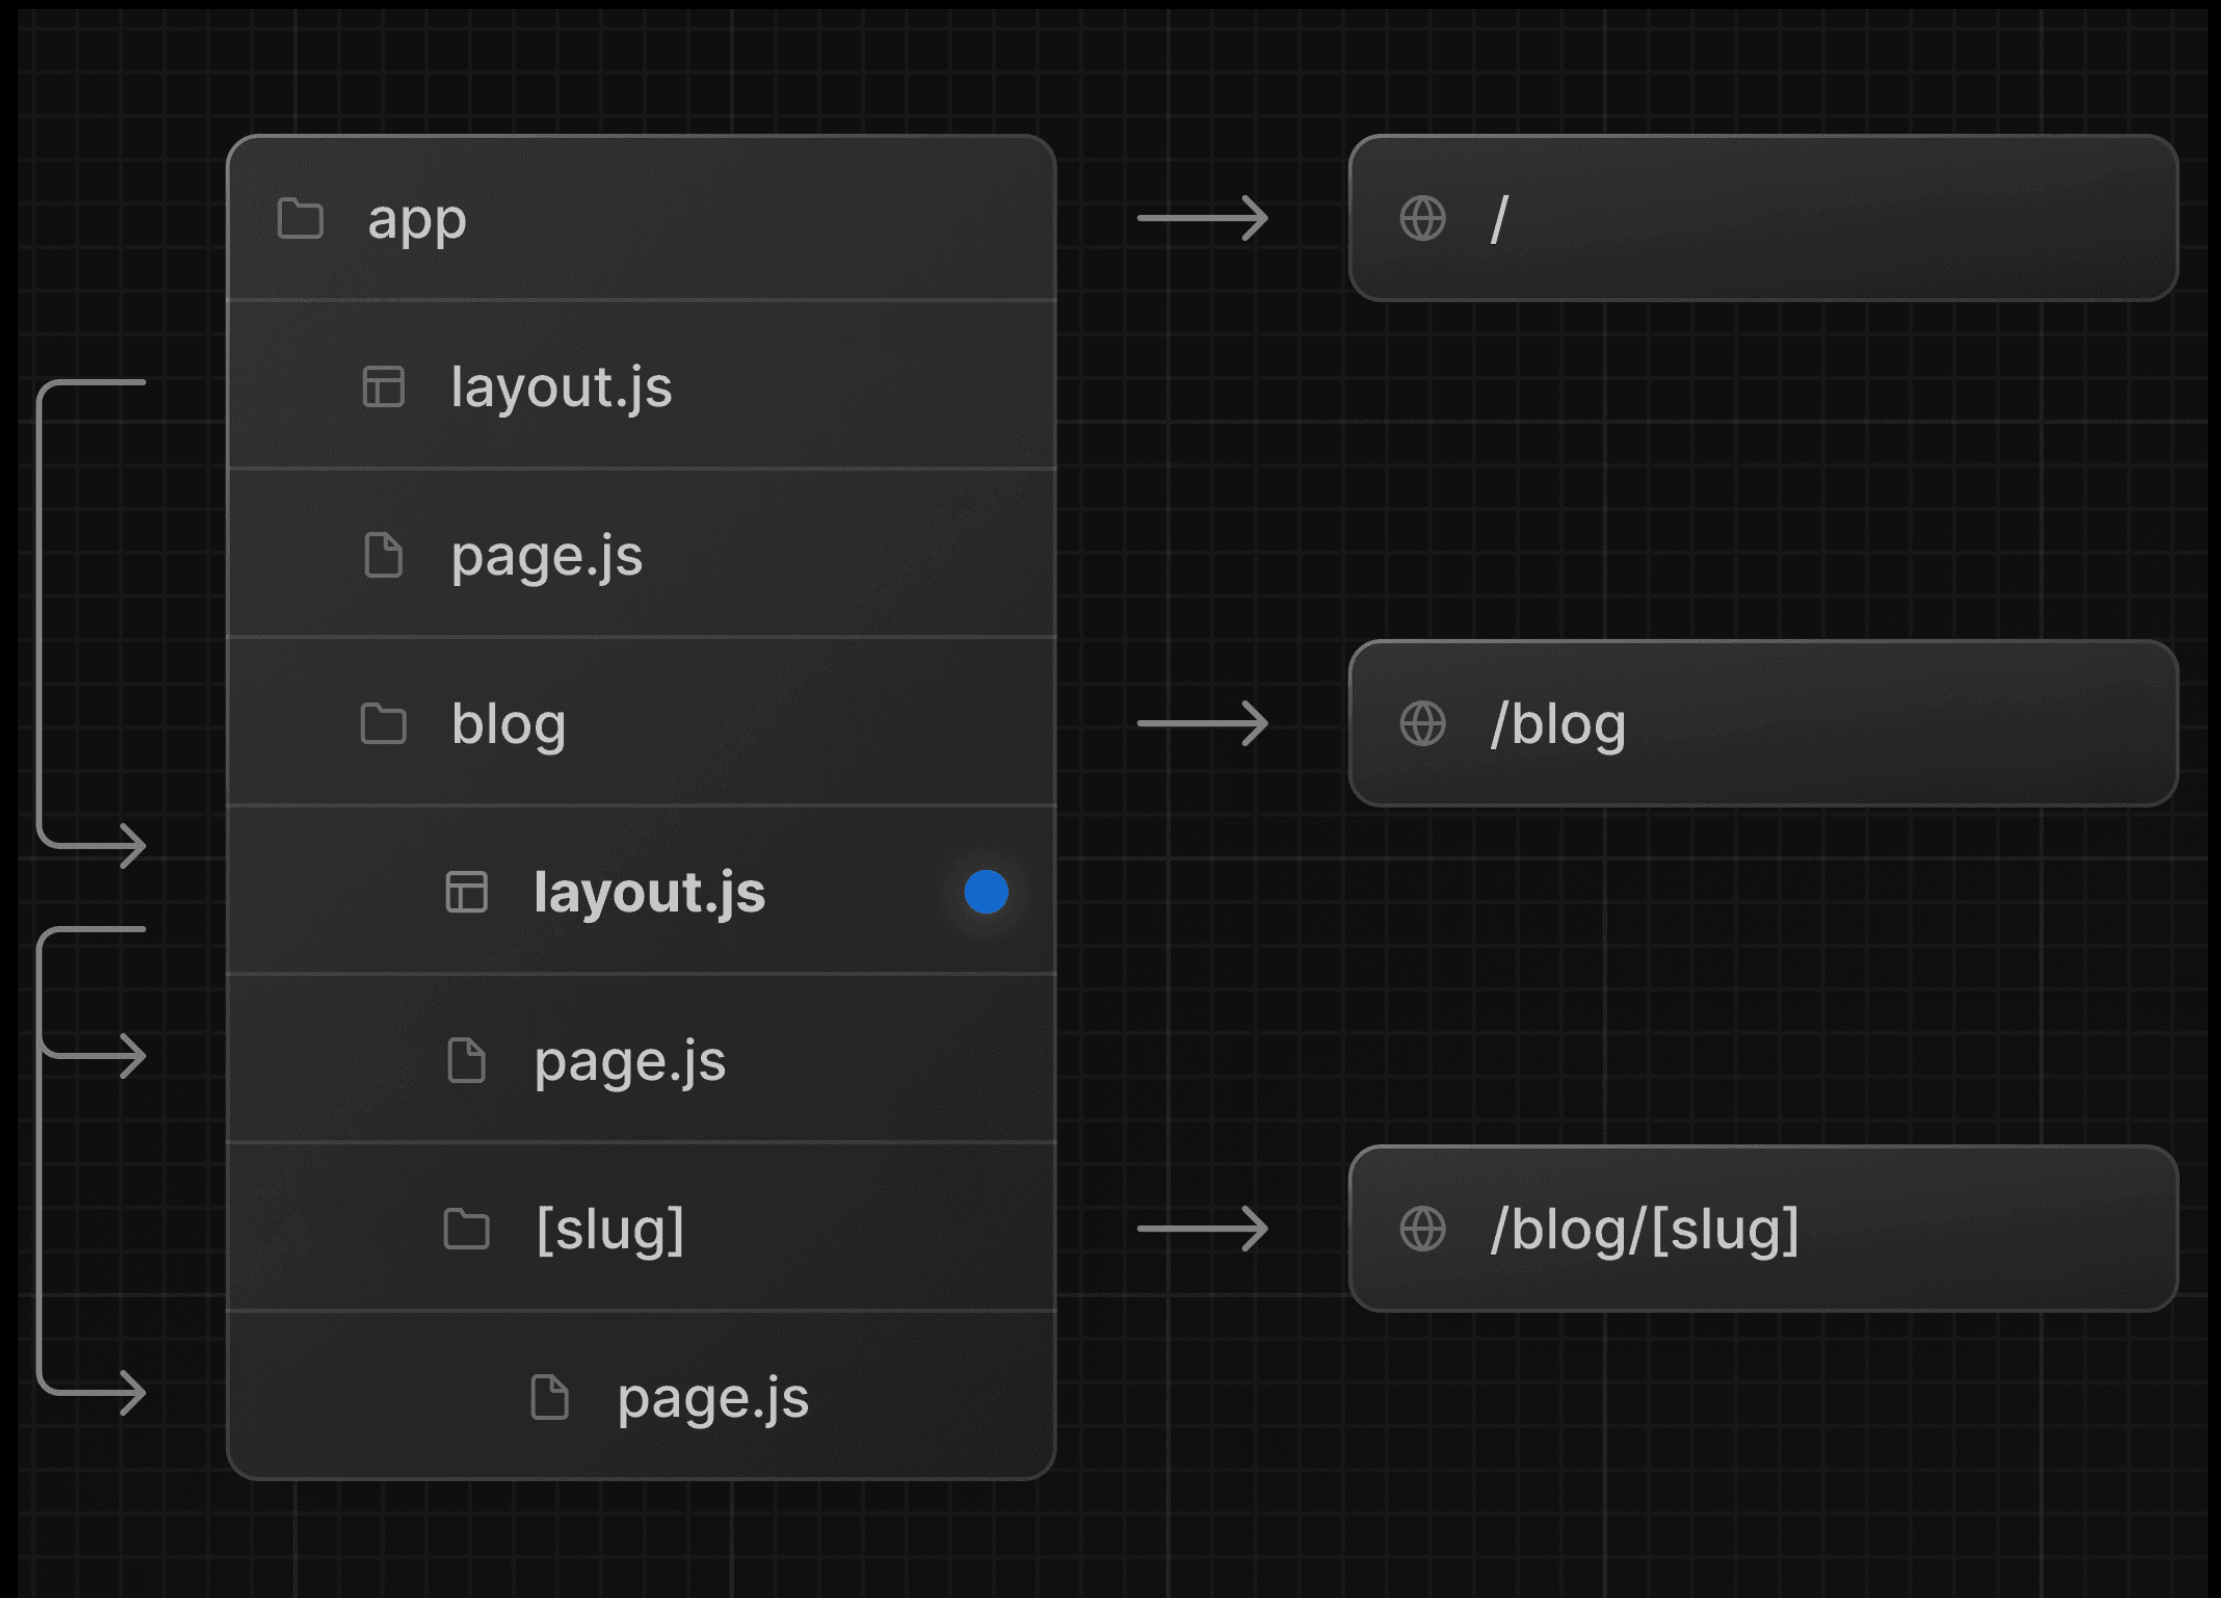 app
/
layout.js
page.js
blog
/blog
layout.js
page.js
[slug]
/blog/[slug]
page.js